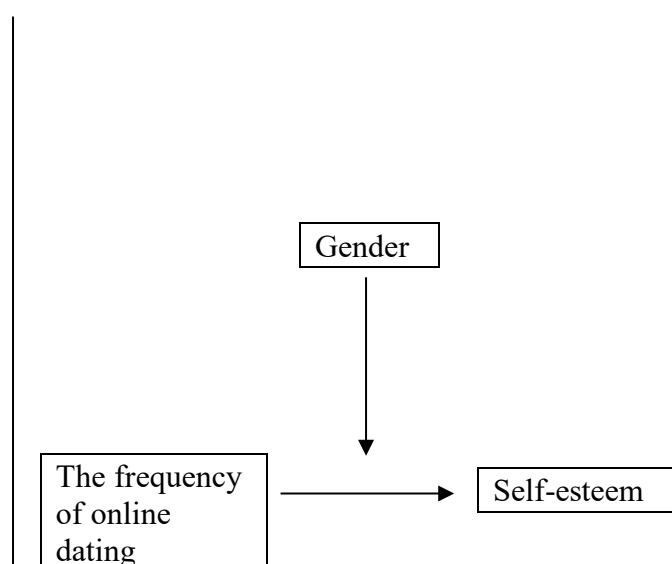 Gender
The frequency
of online
dating
Self-esteem